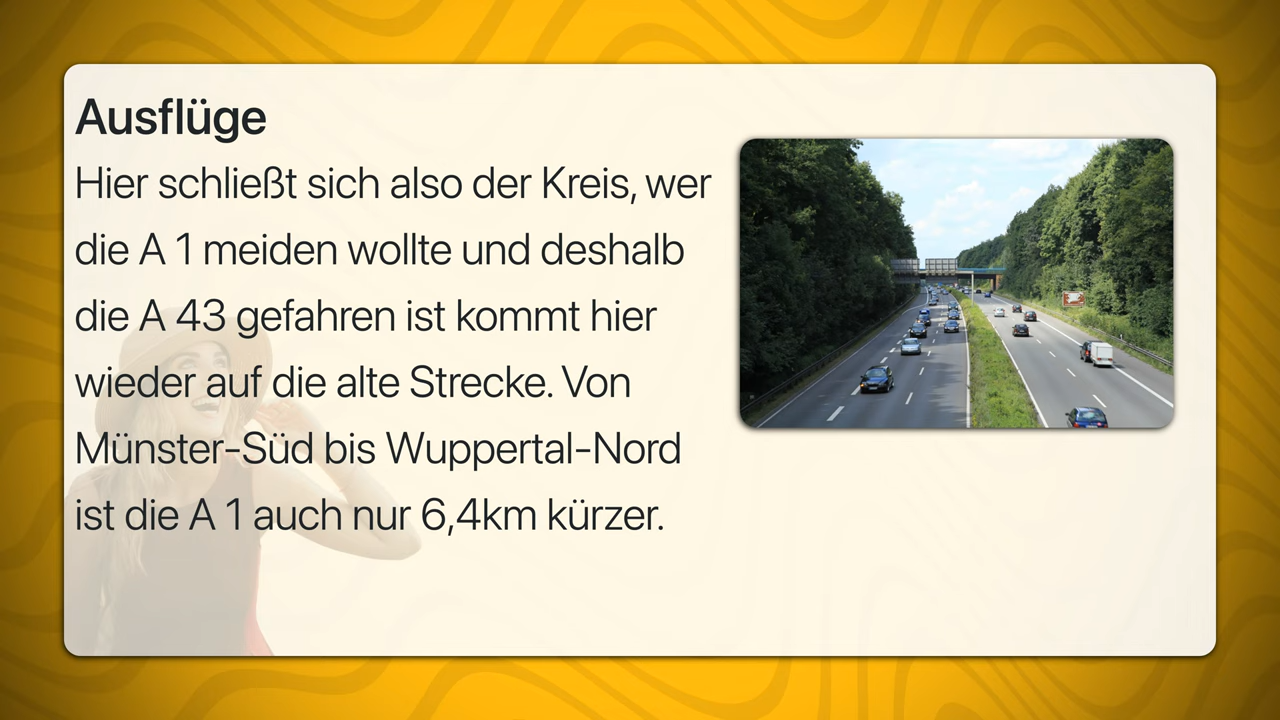 Ausflüge
Hier schließt sich also der Kreis, wer
die A 1 meiden wollte und deshalb
die A 43 gefahren ist kommt hier
wieder auf die alte Strecke. Von
Münster-Süd bis Wuppertal-Nord
ist die A 1 auch nur 6,4km kürzer.